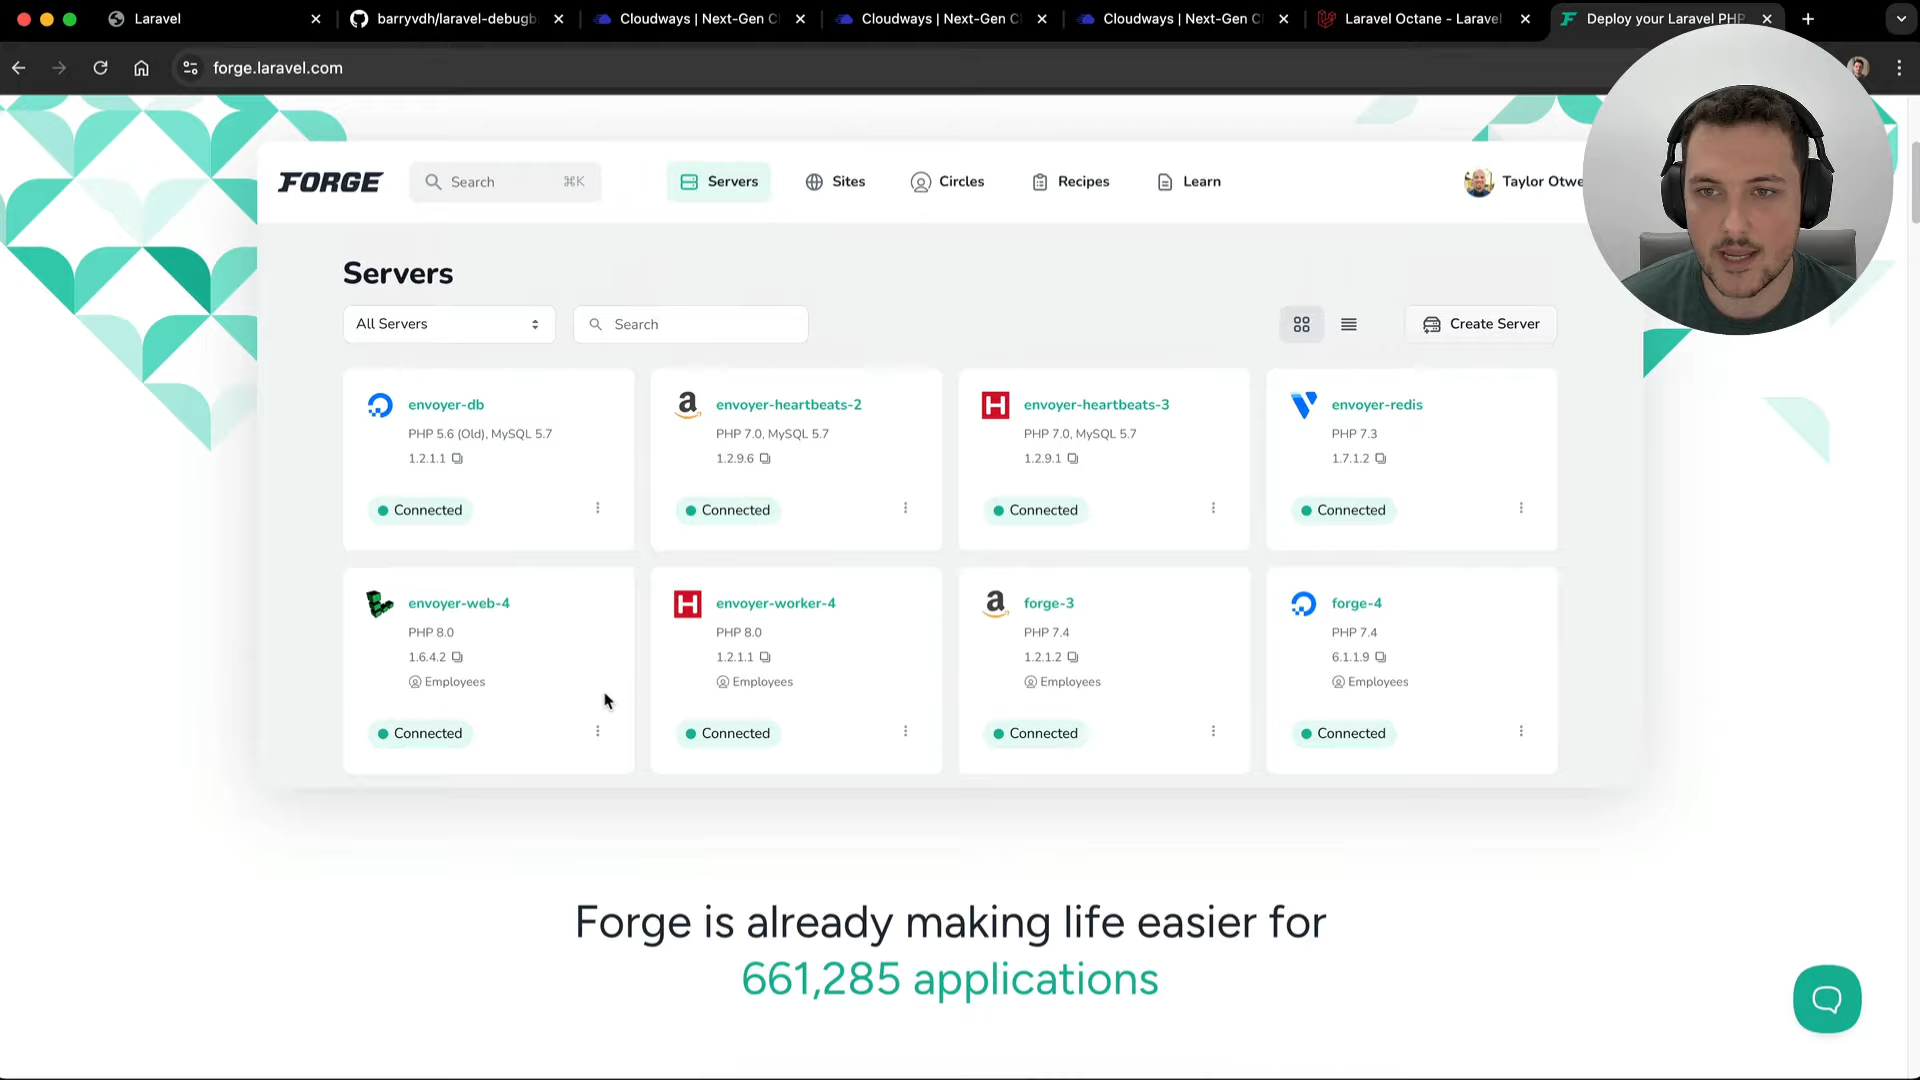 Laravel
barryvdh/laravel-debugb
Cloudways | Next-Gen C
Cloudways | Next-Gen C
Cloudways | Next-Gen C
Laravel Octane - Laravel
Deploy your Laravel PHP
forge.laravel.com
FORGE
Search
⌘K
Servers
Sites
Circles
Recipes
Learn
Taylor Otwe
Servers
All Servers
Search
Create Server
envoyer-db
PHP 5.6 (Old), MySQL 5.7
1.2.1.1
Connected
envoyer-heartbeats-2
PHP 7.0, MySQL 5.7
1.2.9.6
Connected
envoyer-heartbeats-3
PHP 7.0, MySQL 5.7
1.2.9.1
Connected
envoyer-redis
PHP 7.3
1.7.1.2
Connected
envoyer-web-4
PHP 8.0
1.6.4.2
Employees
Connected
envoyer-worker-4
PHP 8.0
1.2.1.1
Employees
Connected
forge-3
PHP 7.4
1.2.1.2
Employees
Connected
forge-4
PHP 7.4
6.1.1.9
Employees
Connected
Forge is already making life easier for
661,285 applications